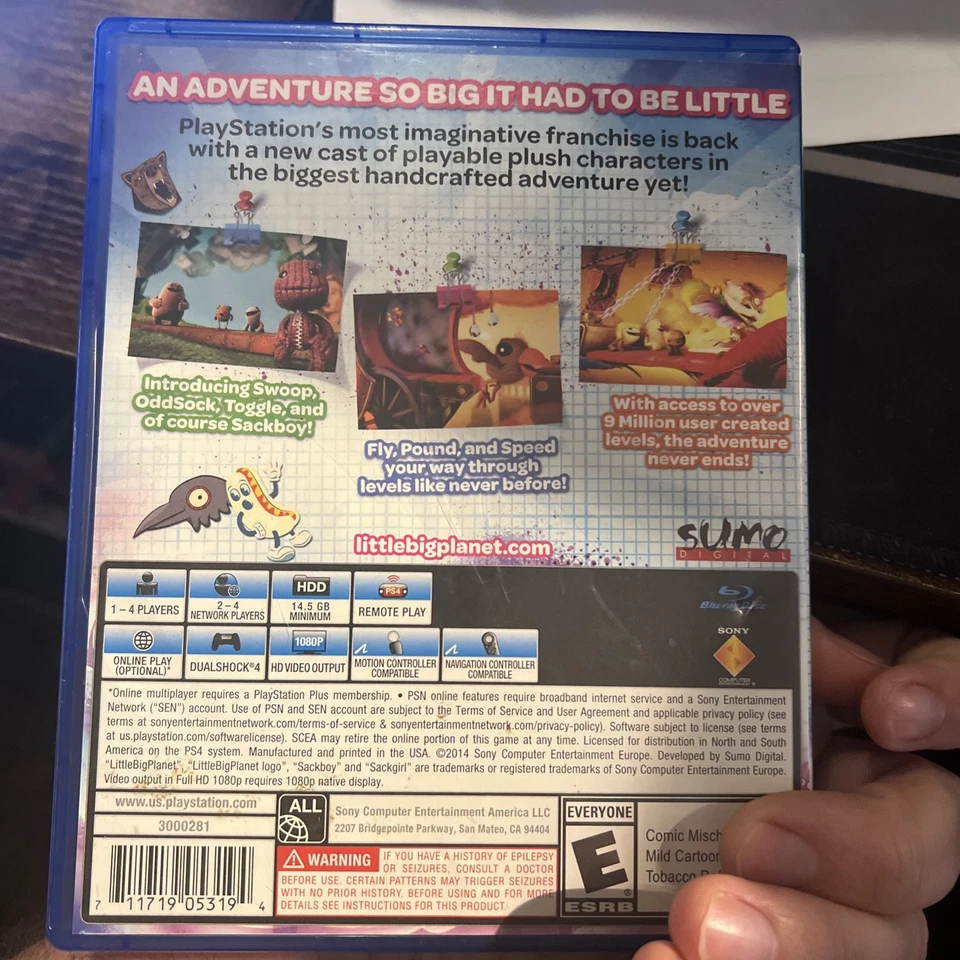 AN ADVENTURE SO BIG IT HAD TO BE LITTLE
PlayStation's most imaginative franchise is back
with a new cast of playable plush characters in
the biggest handcrafted adventure yet!
Introducing Swoop,
OddSock, Toggle, and
of course Sackboy!
Fly, Pound, and Speed
your way through
levels like never before!
With access to over
9 Million user created
levels, the adventure
never ends!
littlebigplanet.com
sumo
DIGITAL
1 – 4 PLAYERS
2 – 4
NETWORK PLAYERS
HDD
14.5 GB
MINIMUM
PS4
REMOTE PLAY
ONLINE PLAY
(OPTIONAL)*
DUALSHOCK®4
1080P
HD VIDEO OUTPUT
MOTION CONTROLLER
COMPATIBLE
NAVIGATION CONTROLLER
COMPATIBLE
Blu-ray Disc
SONY
COMPUTER
ENTERTAINMENT®
*Online multiplayer requires a PlayStation Plus membership. • PSN online features require broadband internet service and a Sony Entertainment
Network ("SEN") account. Use of PSN and SEN account are subject to the Terms of Service and User Agreement and applicable privacy policy (see
terms at sonyentertainmentnetwork.com/terms-of-service & sonyentertainmentnetwork.com/privacy-policy). Software subject to license (see terms
at us.playstation.com/softwarelicense). SCEA may retire the online portion of this game at any time. Licensed for distribution in North and South
America on the PS4 system. Manufactured and printed in the USA. ©2014 Sony Computer Entertainment Europe. Developed by Sumo Digital.
"LittleBigPlanet", "LittleBigPlanet logo", "Sackboy" and "Sackgirl" are trademarks or registered trademarks of Sony Computer Entertainment Europe.
Video output in Full HD 1080p requires 1080p native display.
www.us.playstation.com
3000281
7 11719 05319 4
ALL
Sony Computer Entertainment America LLC
2207 Bridgepointe Parkway, San Mateo, CA 94404
WARNING IF YOU HAVE A HISTORY OF EPILEPSY
OR SEIZURES, CONSULT A DOCTOR
BEFORE USE. CERTAIN PATTERNS MAY TRIGGER SEIZURES
WITH NO PRIOR HISTORY. BEFORE USING AND FOR MORE
DETAILS SEE INSTRUCTIONS FOR THIS PRODUCT.
EVERYONE
E
®
ESRB
Comic Misch
Mild Cartoon
Tobacco